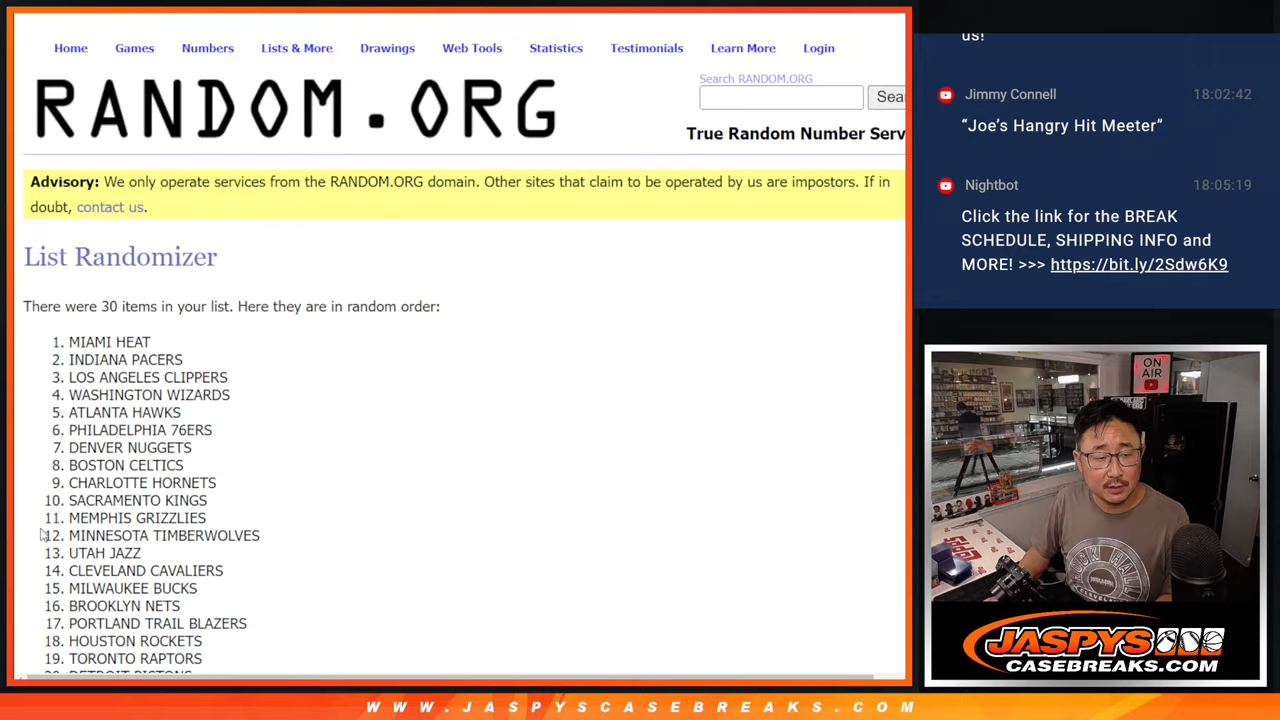 Home Games Numbers Lists & More Drawings Web Tools Statistics Testimonials Learn More Login
RANDOM.ORG
Search RANDOM.ORG
Sea
True Random Number Serv
Advisory: We only operate services from the RANDOM.ORG domain. Other sites that claim to be operated by us are impostors. If in
doubt, contact us.
List Randomizer
There were 30 items in your list. Here they are in random order:
1. MIAMI HEAT
2. INDIANA PACERS
3. LOS ANGELES CLIPPERS
4. WASHINGTON WIZARDS
5. ATLANTA HAWKS
6. PHILADELPHIA 76ERS
7. DENVER NUGGETS
8. BOSTON CELTICS
9. CHARLOTTE HORNETS
10. SACRAMENTO KINGS
11. MEMPHIS GRIZZLIES
12. MINNESOTA TIMBERWOLVES
13. UTAH JAZZ
14. CLEVELAND CAVALIERS
15. MILWAUKEE BUCKS
16. BROOKLYN NETS
17. PORTLAND TRAIL BLAZERS
18. HOUSTON ROCKETS
19. TORONTO RAPTORS
20. DETROIT PISTONS
us!
Jimmy Connell 18:02:42
“Joe’s Hangry Hit Meeter”
Nightbot 18:05:19
Click the link for the BREAK
SCHEDULE, SHIPPING INFO and
MORE! >>> https://bit.ly/2Sdw6K9
ON
AIR
JASPYS
CASEBREAKS.COM
WWW.JASPYSCASEBREAKS.COM